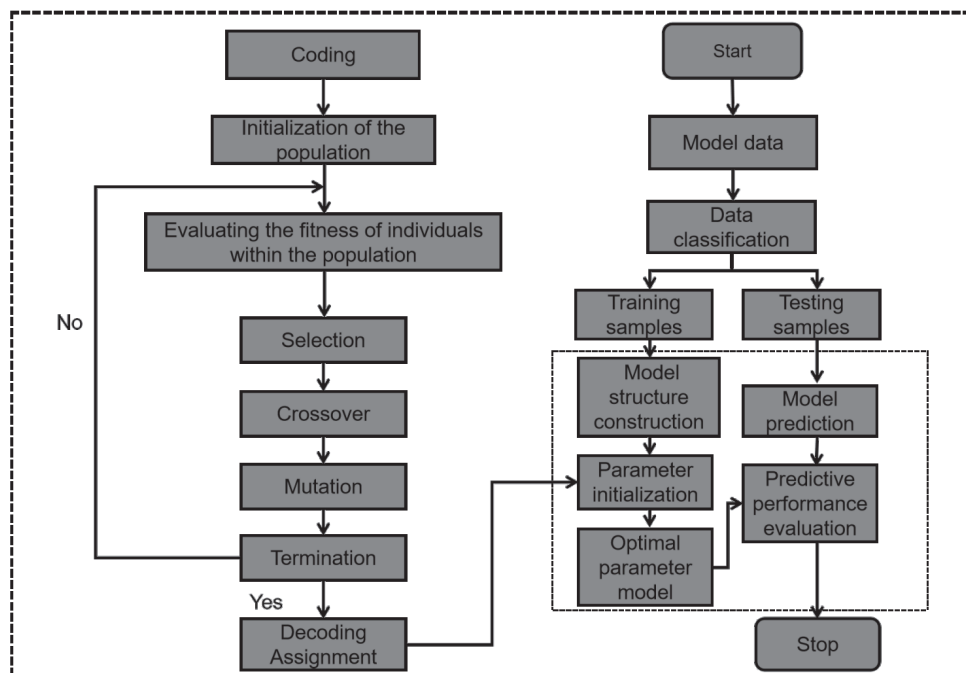 Coding
Initialization of the
population
Evaluating the fitness of individuals
within the population
No
Selection
Crossover
Mutation
Termination
Yes
Decoding
Assignment
Start
Model data
Data
classification
Training
samples
Testing
samples
Model
structure
construction
Model
prediction
Parameter
initialization
Predictive
performance
evaluation
Optimal
parameter
model
Stop